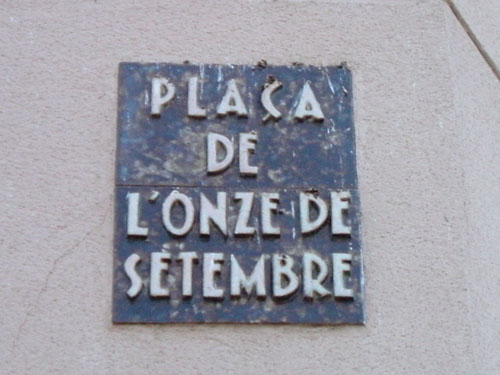 PLAÇA
DE
L'ONZE DE
SETEMBRE